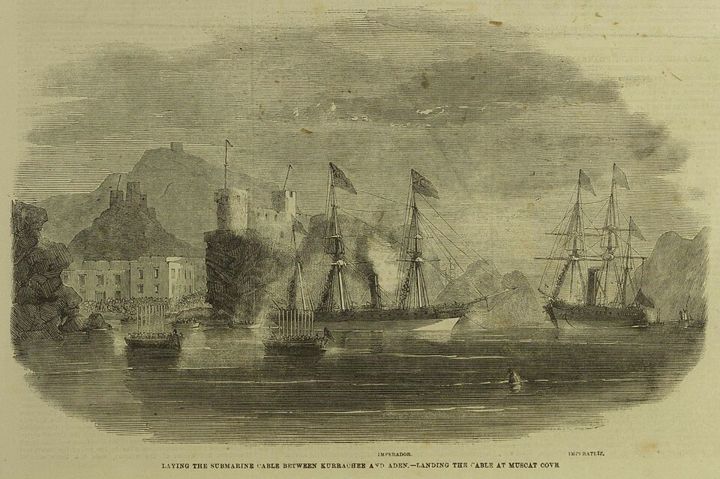 IMPERADOR. IMPERATRIZ.
LAYING THE SUBMARINE CABLE BETWEEN KURRACHEE AND ADEN.—LANDING THE CABLE AT MUSCAT COVE